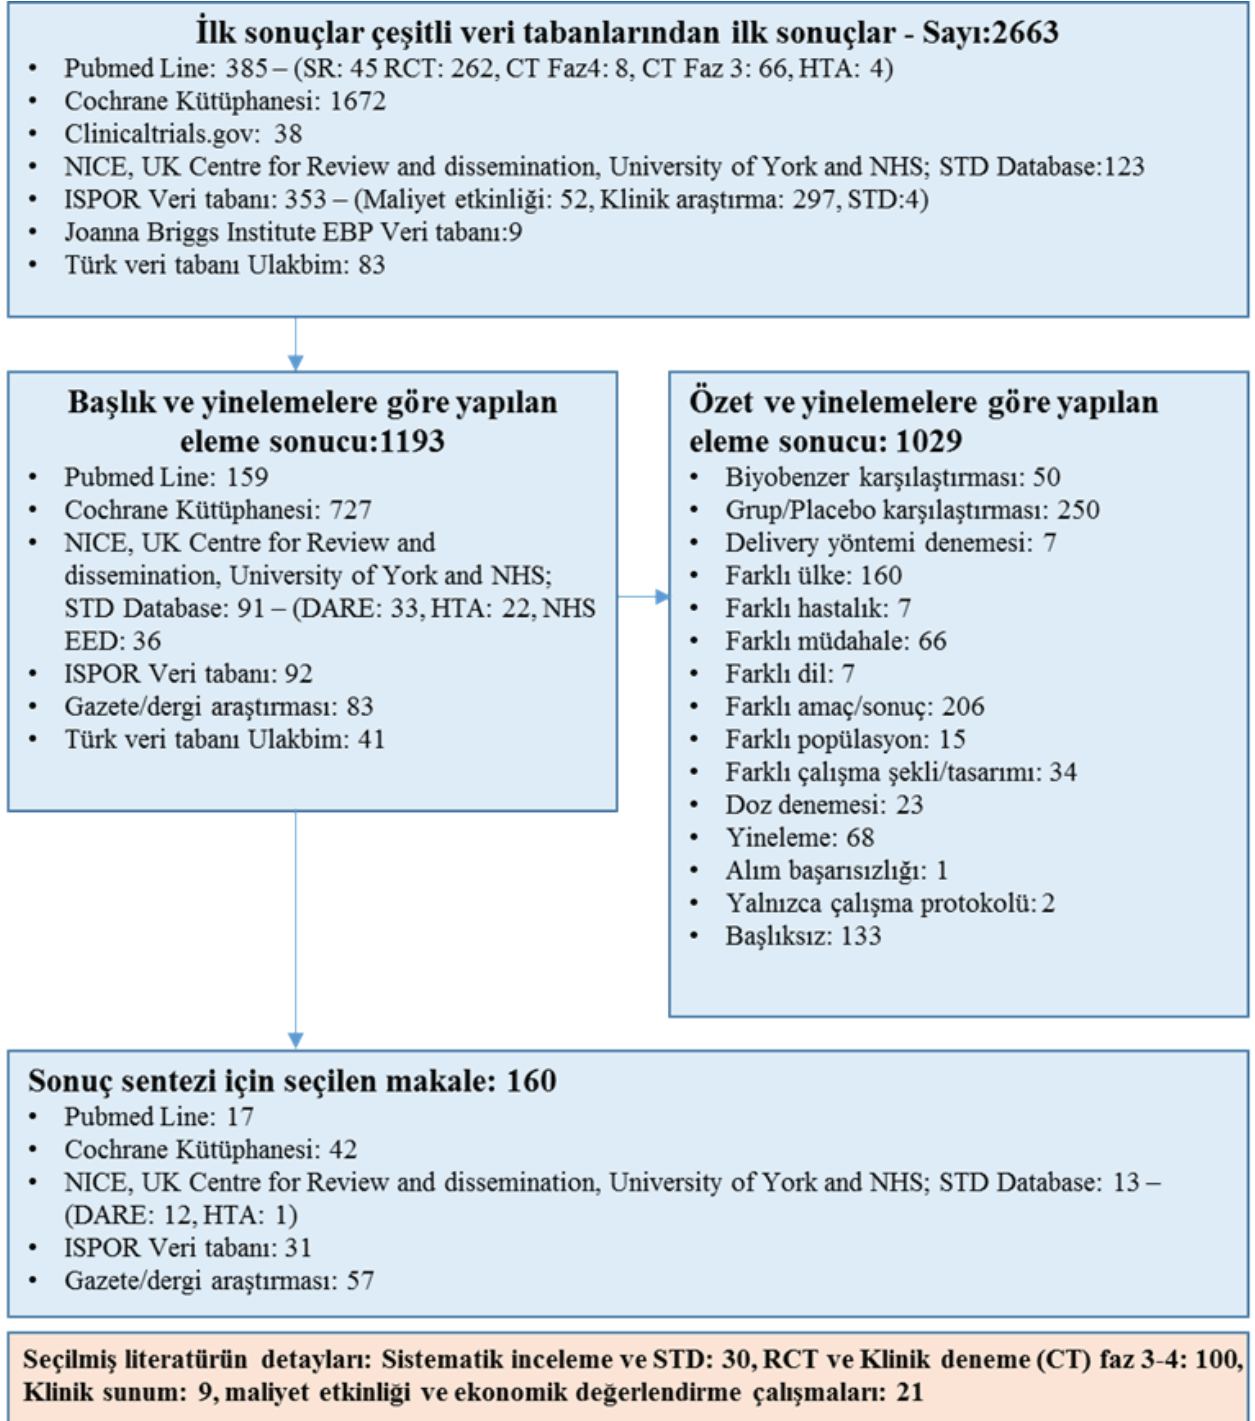 İlk sonuçlar çeşitli veri tabanlarından ilk sonuçlar - Sayı:2663
• Pubmed Line: 385 – (SR: 45 RCT: 262, CT Faz4: 8, CT Faz 3: 66, HTA: 4)
• Cochrane Kütüphanesi: 1672
• Clinicaltrials.gov: 38
• NICE, UK Centre for Review and dissemination, University of York and NHS; STD Database:123
• ISPOR Veri tabanı: 353 – (Maliyet etkinliği: 52, Klinik araştırma: 297, STD:4)
• Joanna Briggs Institute EBP Veri tabanı:9
• Türk veri tabanı Ulakbim: 83
Başlık ve yinelemelere göre yapılan
eleme sonucu:1193
• Pubmed Line: 159
• Cochrane Kütüphanesi: 727
• NICE, UK Centre for Review and
dissemination, University of York and NHS;
STD Database: 91 – (DARE: 33, HTA: 22, NHS
EED: 36
• ISPOR Veri tabanı: 92
• Gazete/dergi araştırması: 83
• Türk veri tabanı Ulakbim: 41
Özet ve yinelemelere göre yapılan
eleme sonucu: 1029
• Biyobenzer karşılaştırması: 50
• Grup/Placebo karşılaştırması: 250
• Delivery yöntemi denemesi: 7
• Farklı ülke: 160
• Farklı hastalık: 7
• Farklı müdahale: 66
• Farklı dil: 7
• Farklı amaç/sonuç: 206
• Farklı popülasyon: 15
• Farklı çalışma şekli/tasarımı: 34
• Doz denemesi: 23
• Yineleme: 68
• Alım başarısızlığı: 1
• Yalnızca çalışma protokolü: 2
• Başlıksız: 133
Sonuç sentezi için seçilen makale: 160
• Pubmed Line: 17
• Cochrane Kütüphanesi: 42
• NICE, UK Centre for Review and dissemination, University of York and NHS; STD Database: 13 –
(DARE: 12, HTA: 1)
• ISPOR Veri tabanı: 31
• Gazete/dergi araştırması: 57
Seçilmiş literatürün detayları: Sistematik inceleme ve STD: 30, RCT ve Klinik deneme (CT) faz 3-4: 100,
Klinik sunum: 9, maliyet etkinliği ve ekonomik değerlendirme çalışmaları: 21